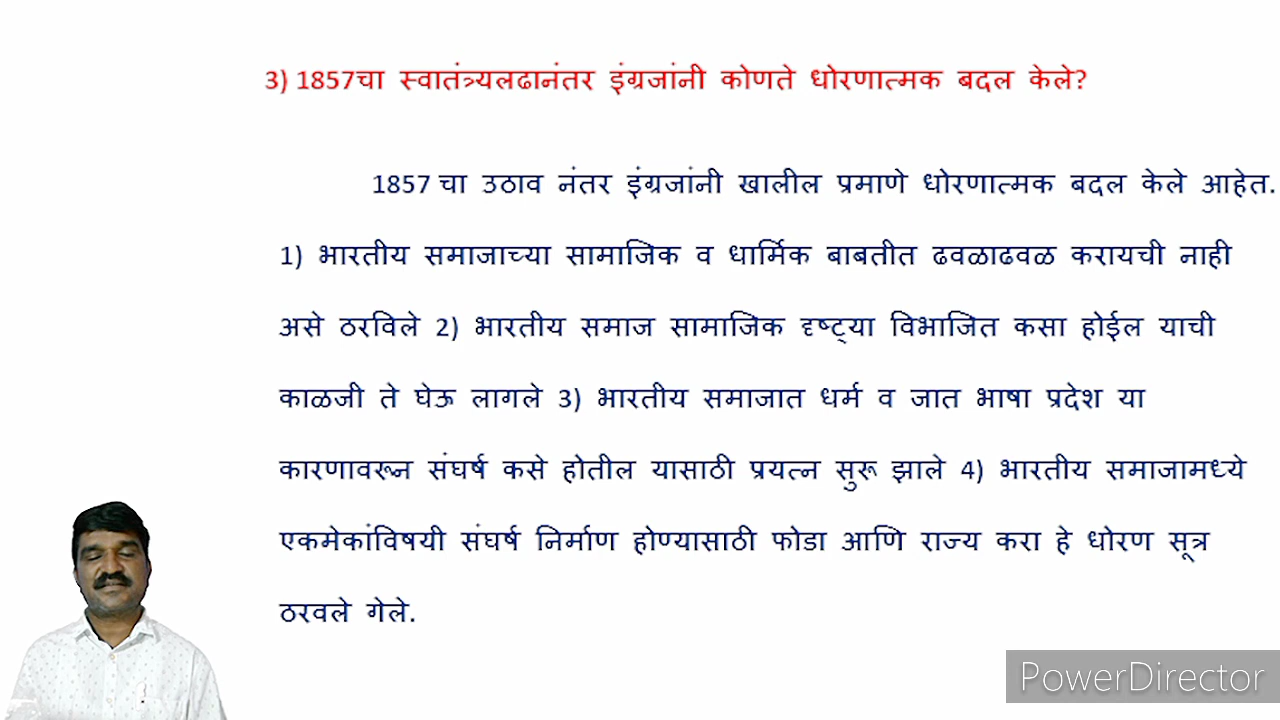 3) 1857चा स्वातंत्र्यलढानंतर इंग्रजांनी कोणते धोरणात्मक बदल केले?
1857 चा उठाव नंतर इंग्रजांनी खालील प्रमाणे धोरणात्मक बदल केले आहेत.
1) भारतीय समाजाच्या सामाजिक व धार्मिक बाबतीत ढवळाढवळ करायची नाही
असे ठरविले 2) भारतीय समाज सामाजिक दृष्ट्या विभाजित कसा होईल याची
काळजी ते घेऊ लागले 3) भारतीय समाजात धर्म व जात भाषा प्रदेश या
कारणावरून संघर्ष कसे होतील यासाठी प्रयत्न सुरू झाले 4) भारतीय समाजामध्ये
एकमेकांविषयी संघर्ष निर्माण होण्यासाठी फोडा आणि राज्य करा हे धोरण सूत्र
ठरवले गेले.
PowerDirector